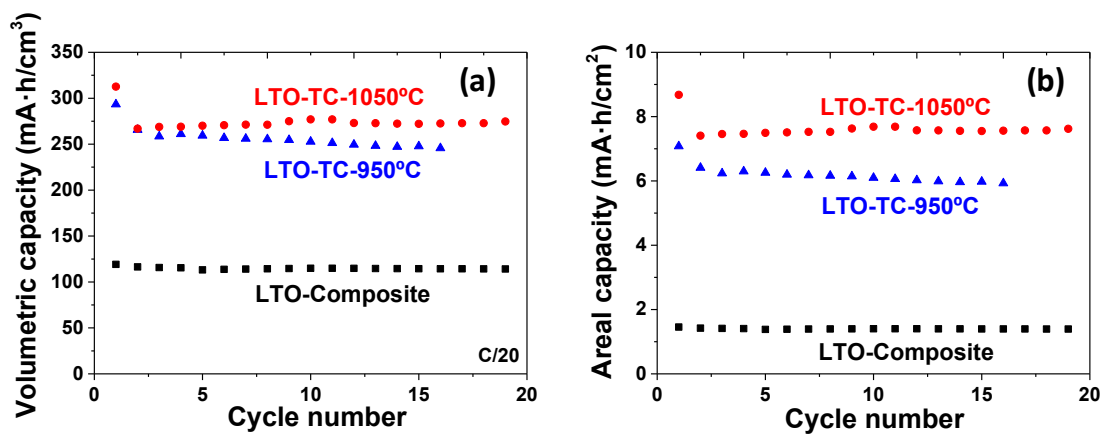 Volumetric capacity (mA·h/cm³)
350
300
250
200
150
100
50
0
(a)
LTO-TC-1050ºC
LTO-TC-950ºC
LTO-Composite
C/20
0 5 10 15 20
Cycle number
Areal capacity (mA·h/cm²)
10
8
6
4
2
0
(b)
LTO-TC-1050ºC
LTO-TC-950ºC
LTO-Composite
0 5 10 15 20
Cycle number